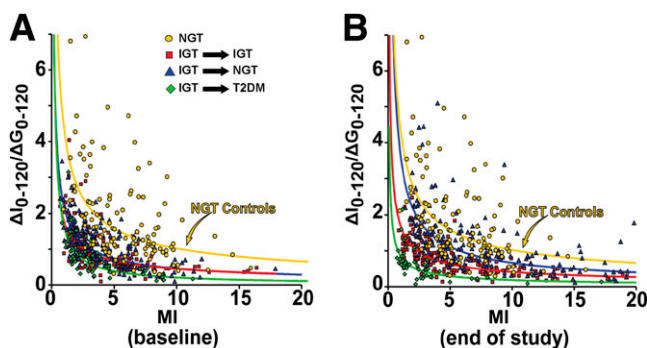 A
NGT
IGT → IGT
IGT → NGT
IGT → T2DM
ΔI0-120/ΔG0-120
6
4
2
1
0
NGT Controls
0 5 10 15 20
MI
(baseline)
B
ΔI0-120/ΔG0-120
6
4
2
1
0
NGT Controls
0 5 10 15 20
MI
(end of study)